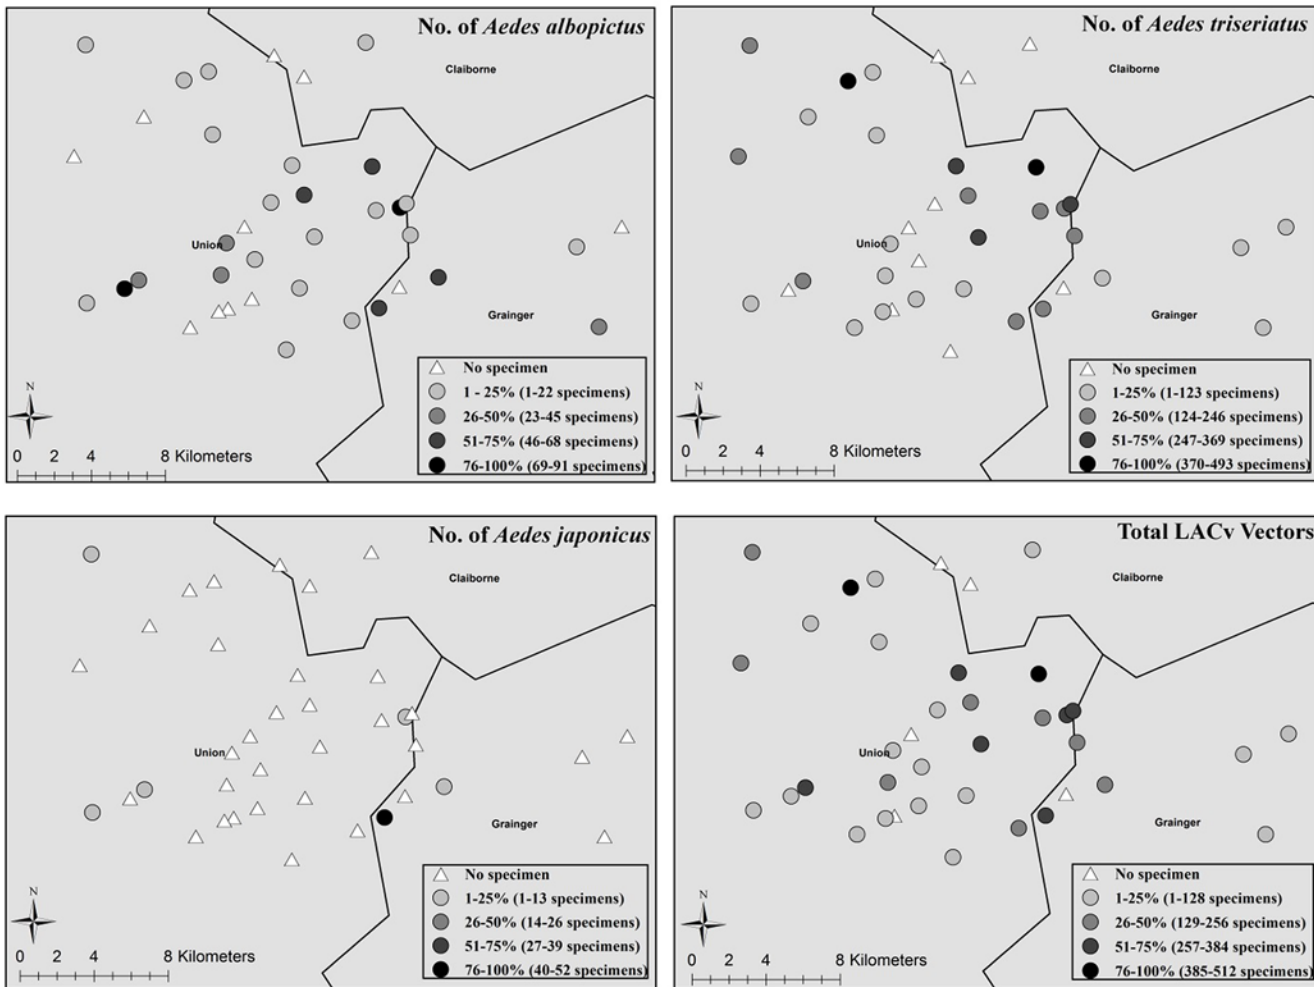 No. of Aedes albopictus
Claiborne
Union
Grainger
No specimen
1 - 25% (1-22 specimens)
26-50% (23-45 specimens)
51-75% (46-68 specimens)
76-100% (69-91 specimens)
N
0 2 4 8 Kilometers
No. of Aedes triseriatus
Claiborne
Union
Grainger
No specimen
1-25% (1-123 specimens)
26-50% (124-246 specimens)
51-75% (247-369 specimens)
76-100% (370-493 specimens)
N
0 2 4 8 Kilometers
No. of Aedes japonicus
Claiborne
Union
Grainger
No specimen
1-25% (1-13 specimens)
26-50% (14-26 specimens)
51-75% (27-39 specimens)
76-100% (40-52 specimens)
N
0 2 4 8 Kilometers
Total LACv Vectors
Claiborne
Union
Grainger
No specimen
1-25% (1-128 specimens)
26-50% (129-256 specimens)
51-75% (257-384 specimens)
76-100% (385-512 specimens)
N
0 2 4 8 Kilometers